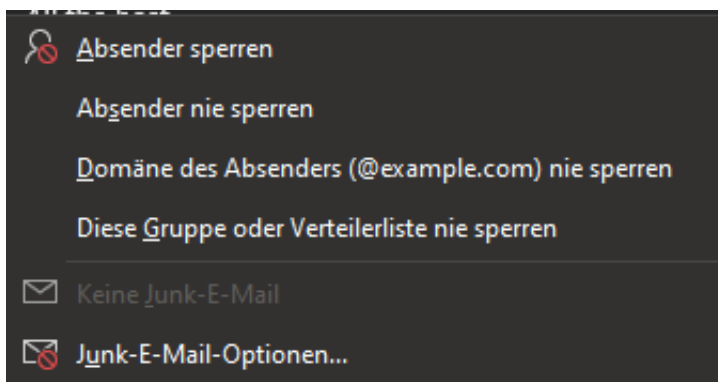 Absender sperren
Absender nie sperren
Domäne des Absenders (@example.com) nie sperren
Diese Gruppe oder Verteilerliste nie sperren
Keine Junk-E-Mail
Junk-E-Mail-Optionen...